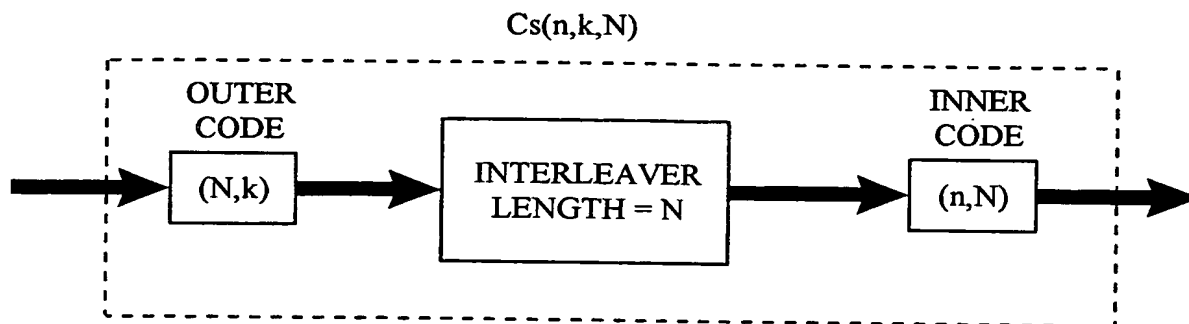 Cs(n,k,N)
OUTER
CODE
(N,k)
INTERLEAVER
LENGTH = N
INNER
CODE
(n,N)